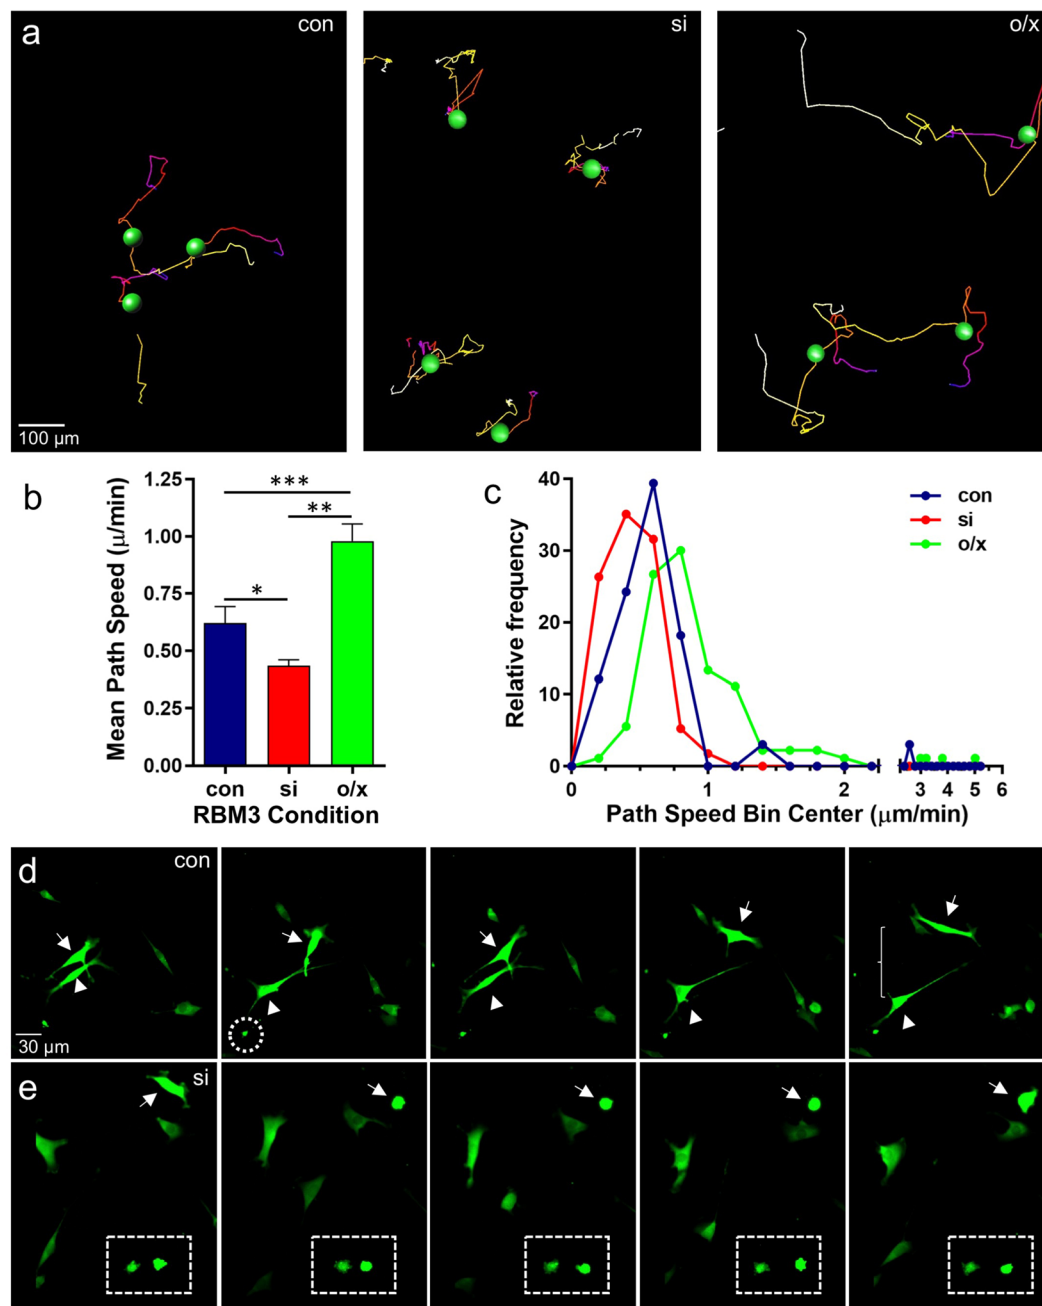 a
con
si
o/x
100 µm
b
Mean Path Speed (µ/min)
1.25
1.00
0.75
0.50
0.25
0.00
***
**
*
con
si
o/x
RBM3 Condition
c
Relative frequency
40
30
20
10
0
con
si
o/x
0
1
2
3
4
5
6
Path Speed Bin Center (µm/min)
d
con
30 µm
e
si